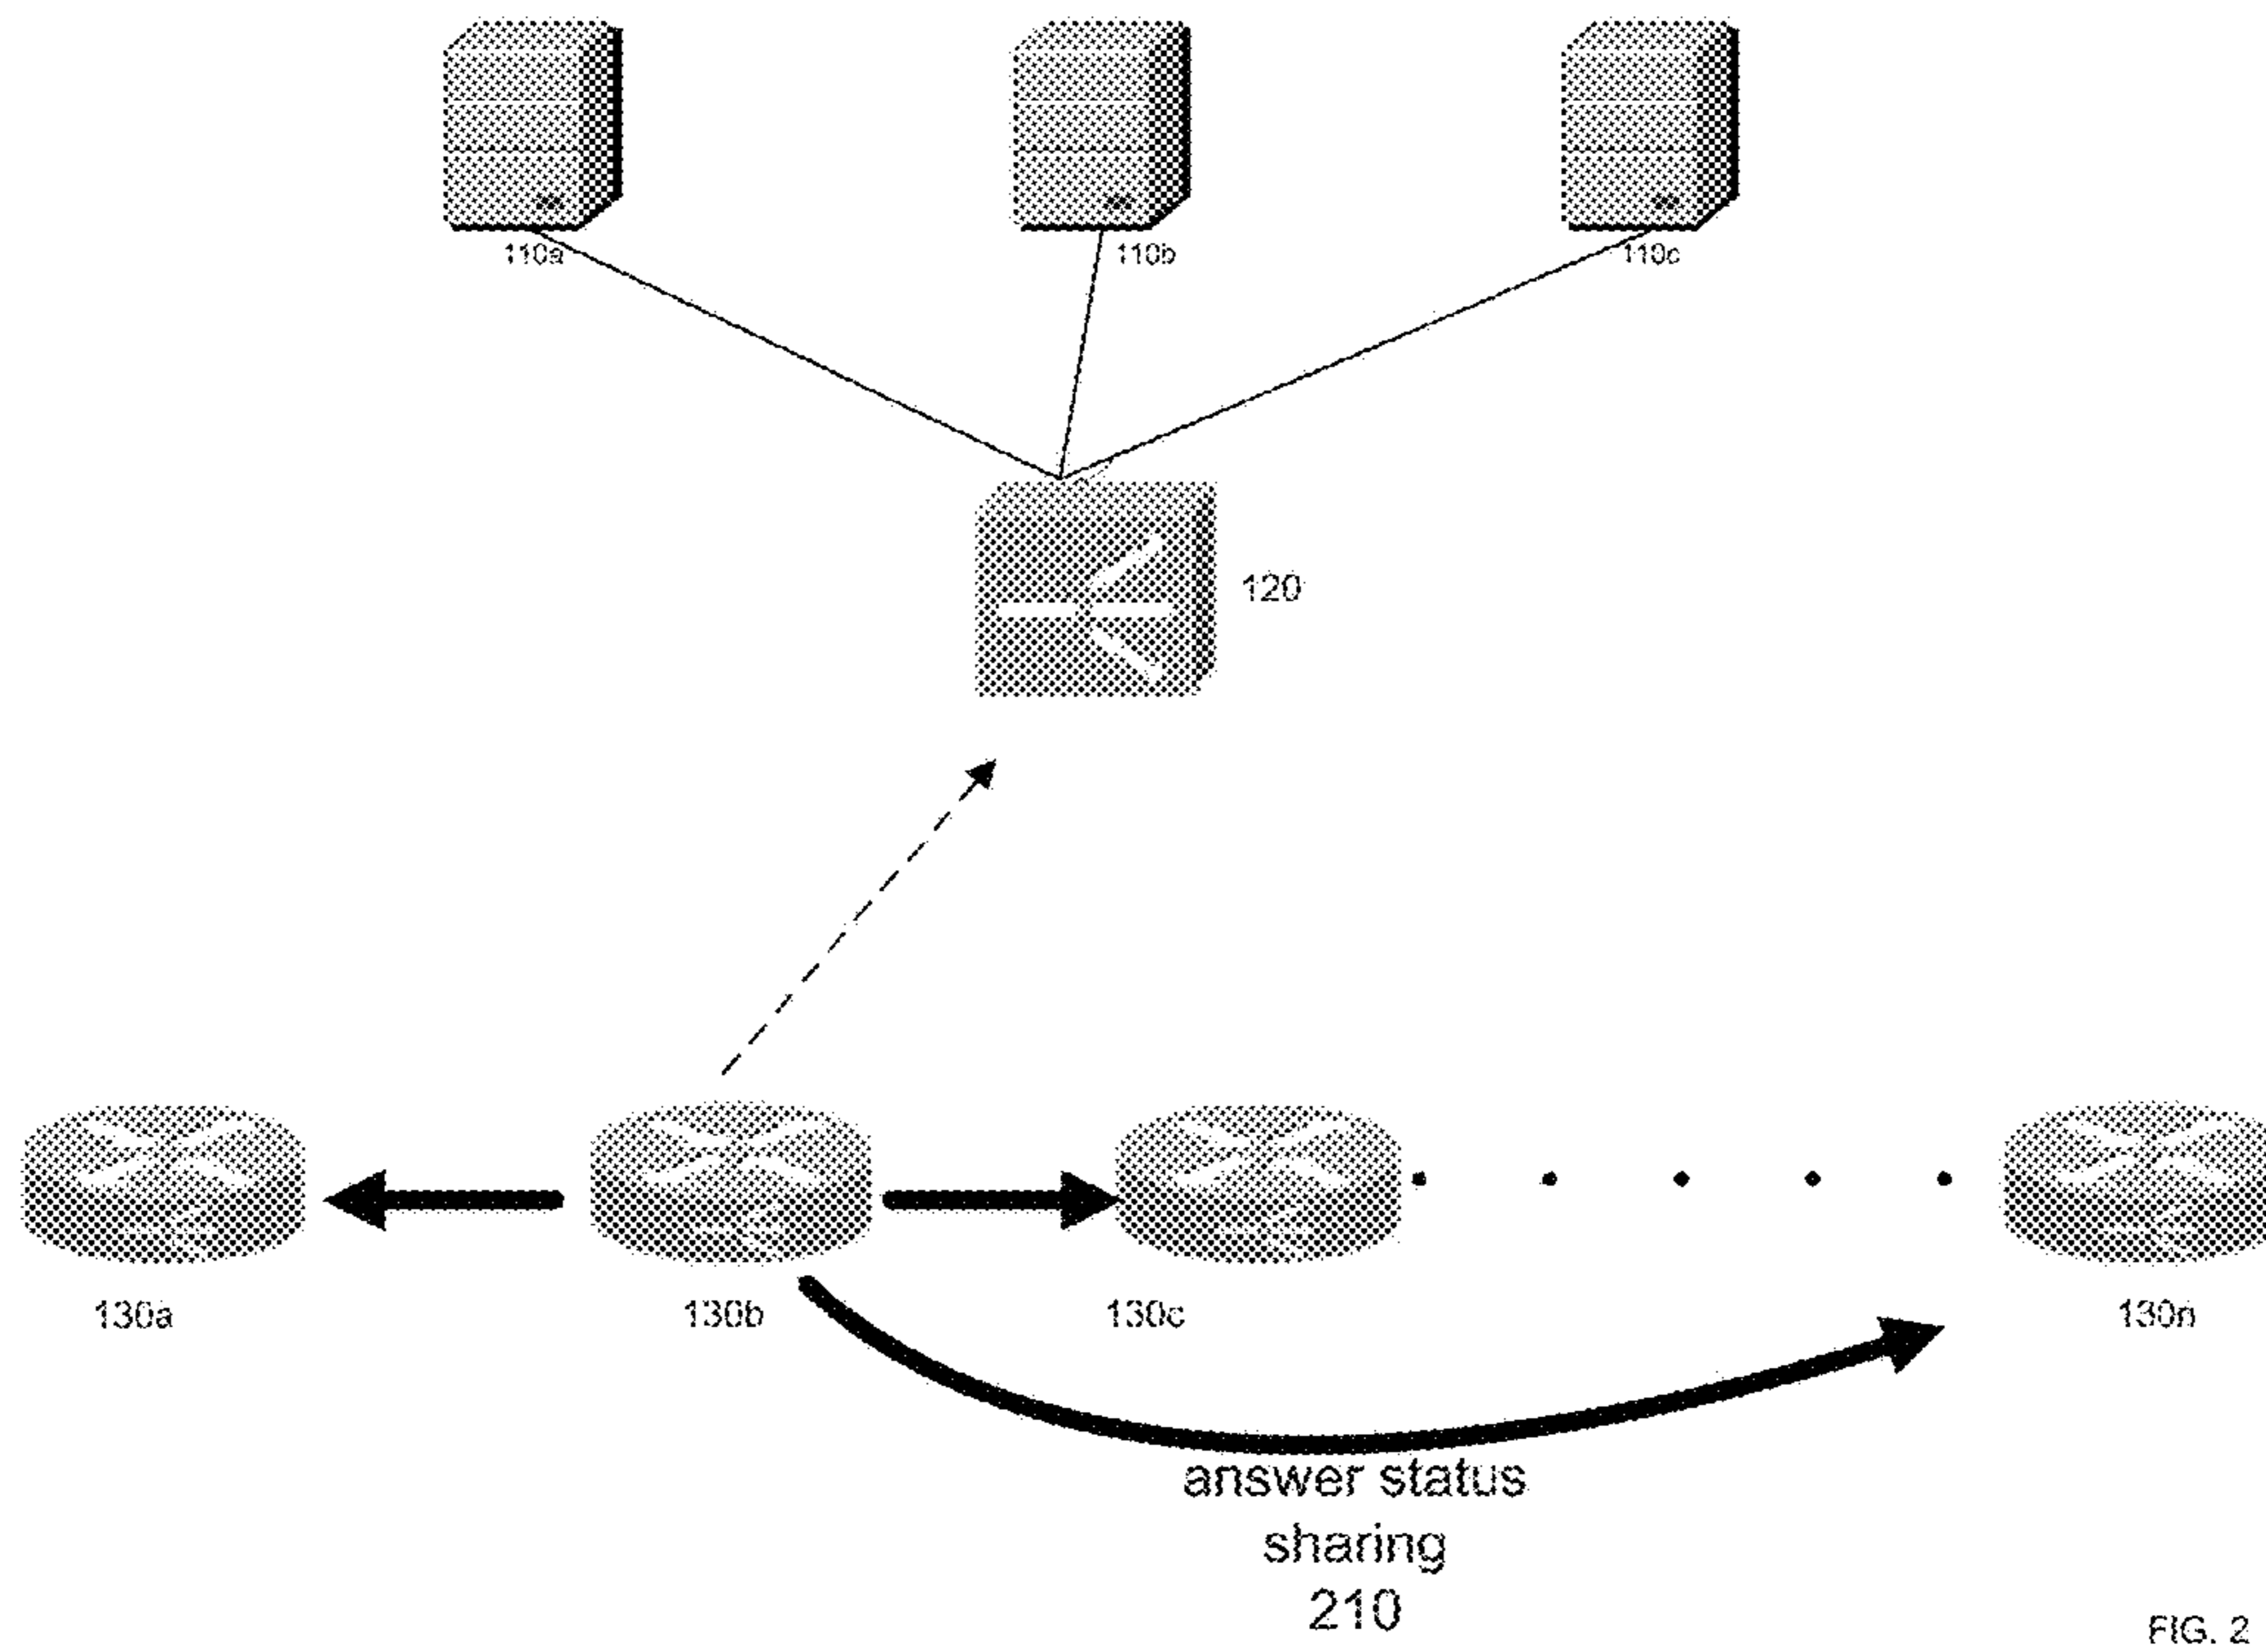 110a
110b
110c
120
130a
130b
130c
130n
answer status
sharing
210
FIG. 2